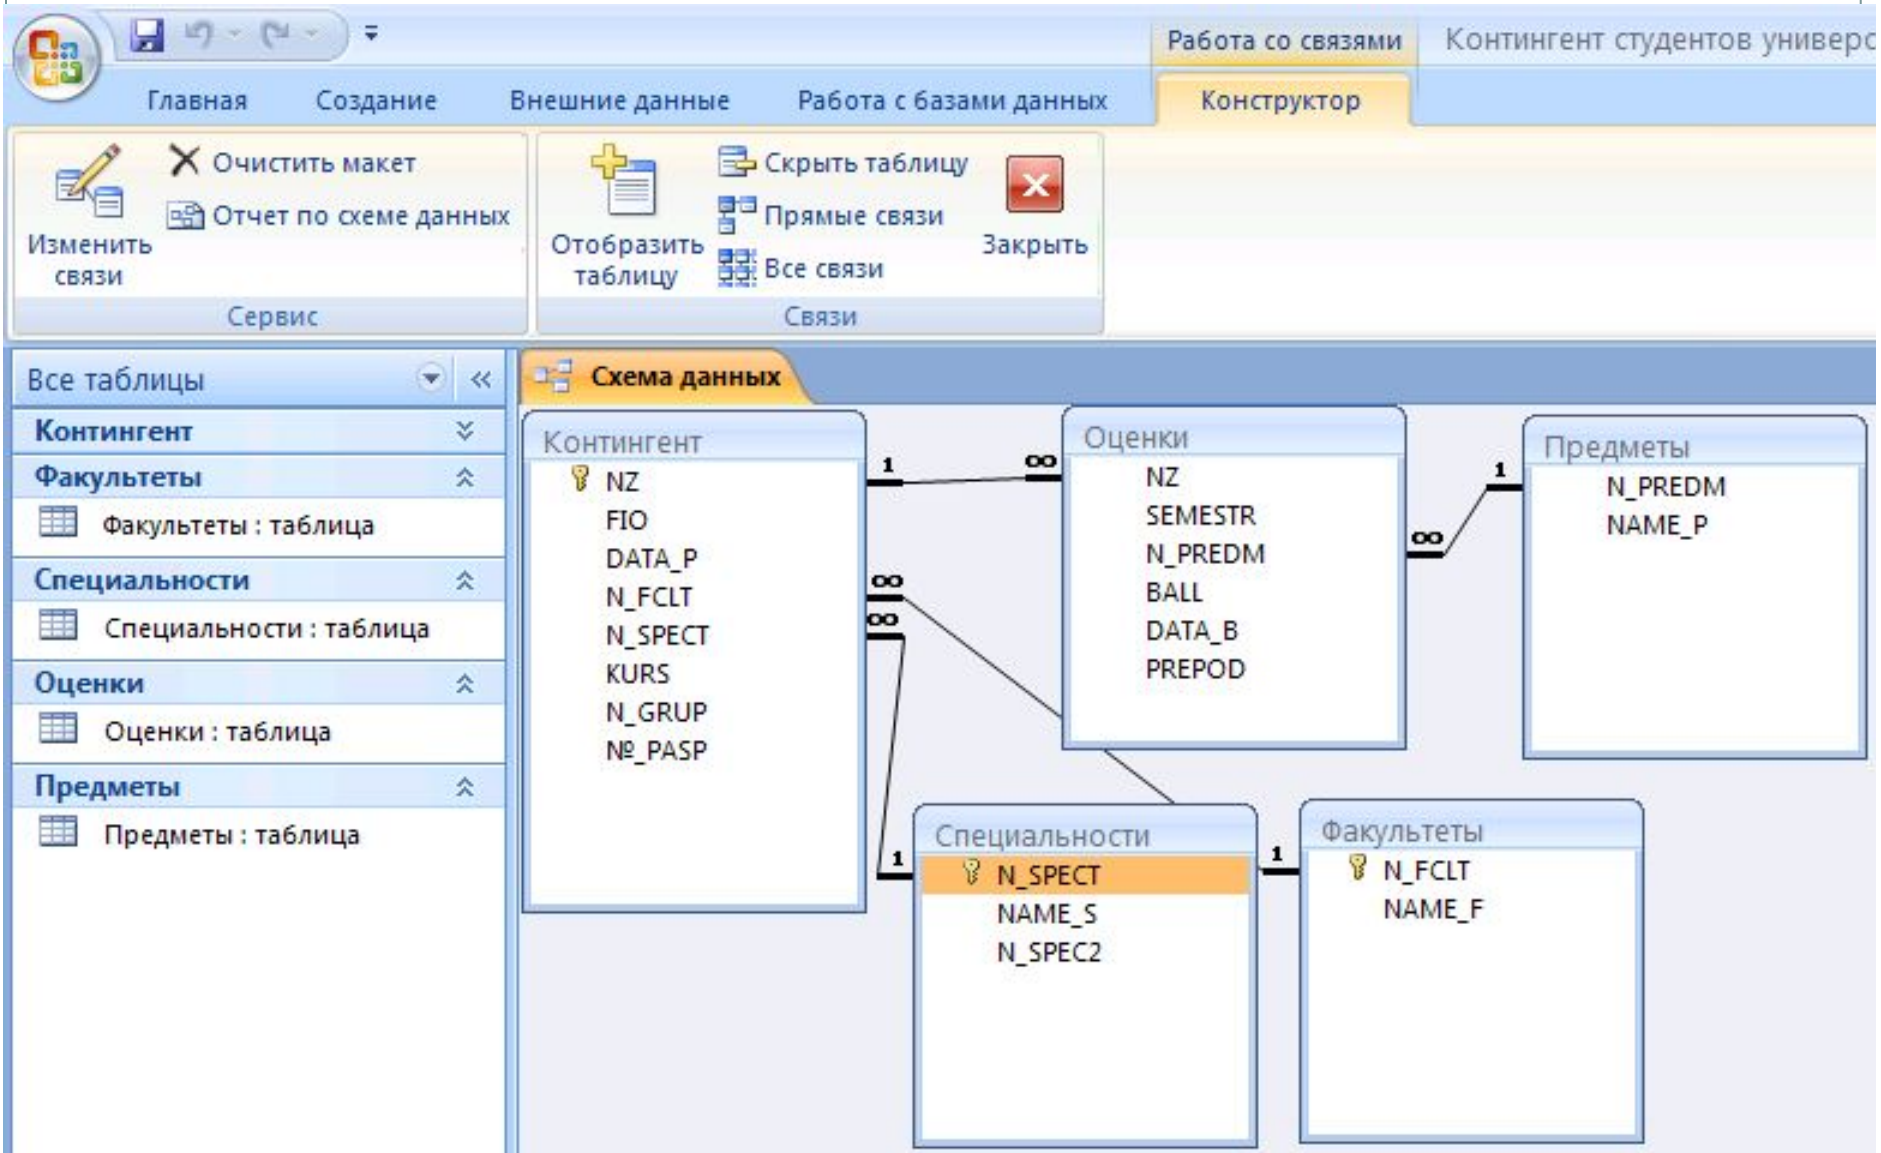 Работа со связями
Контингент студентов универс
Главная
Создание
Внешние данные
Работа с базами данных
Конструктор
Изменить
связи
Очистить макет
Отчет по схеме данных
Сервис
Отобразить
таблицу
Скрыть таблицу
Прямые связи
Все связи
Закрыть
Связи
Все таблицы
Контингент
Факультеты
Факультеты : таблица
Специальности
Специальности : таблица
Оценки
Оценки : таблица
Предметы
Предметы : таблица
Схема данных
Контингент
NZ
FIO
DATA_P
N_FCLT
N_SPECT
KURS
N_GRUP
№_PASP
1
∞
∞
∞
Оценки
NZ
SEMESTR
N_PREDM
BALL
DATA_B
PREPOD
∞
1
Предметы
N_PREDM
NAME_P
1
Специальности
N_SPECT
NAME_S
N_SPEC2
1
Факультеты
N_FCLT
NAME_F